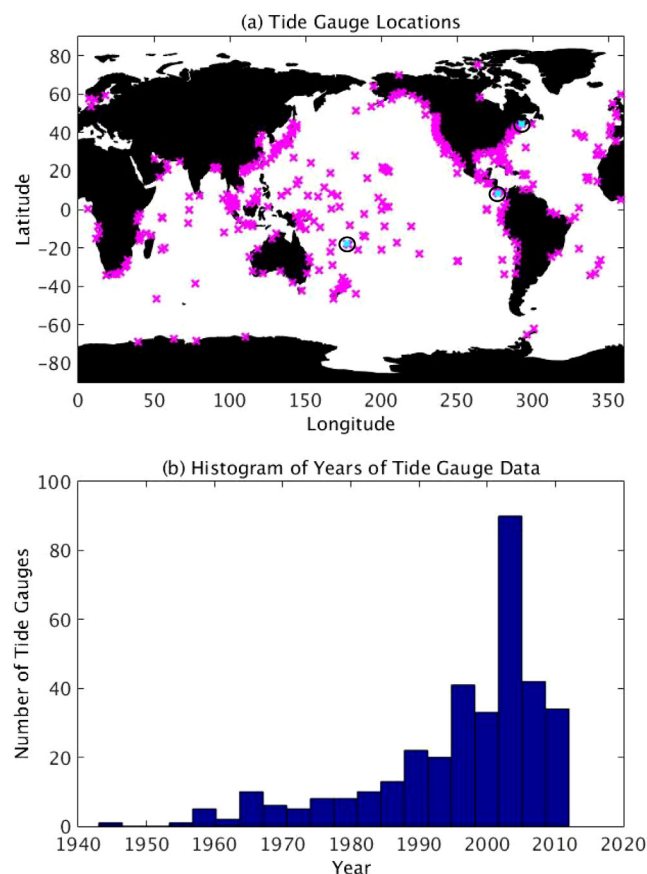 (a) Tide Gauge Locations
80
60
40
20
0
−20
−40
−60
−80
Latitude
0 50 100 150 200 250 300 350
Longitude
(b) Histogram of Years of Tide Gauge Data
100
80
60
40
20
0
Number of Tide Gauges
1940 1950 1960 1970 1980 1990 2000 2010 2020
Year